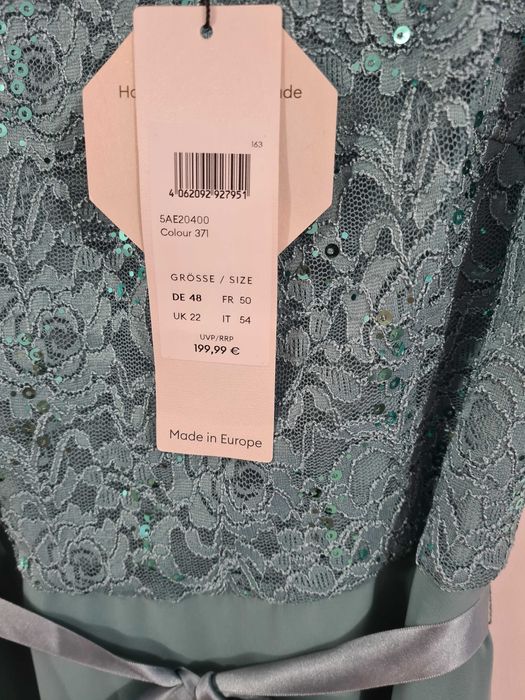 163
4 062092 927951
5AE20400
Colour 371
GRÖSSE / SIZE
DE 48 FR 50
UK 22 IT 54
UVP/RRP
199,99 €
Made in Europe